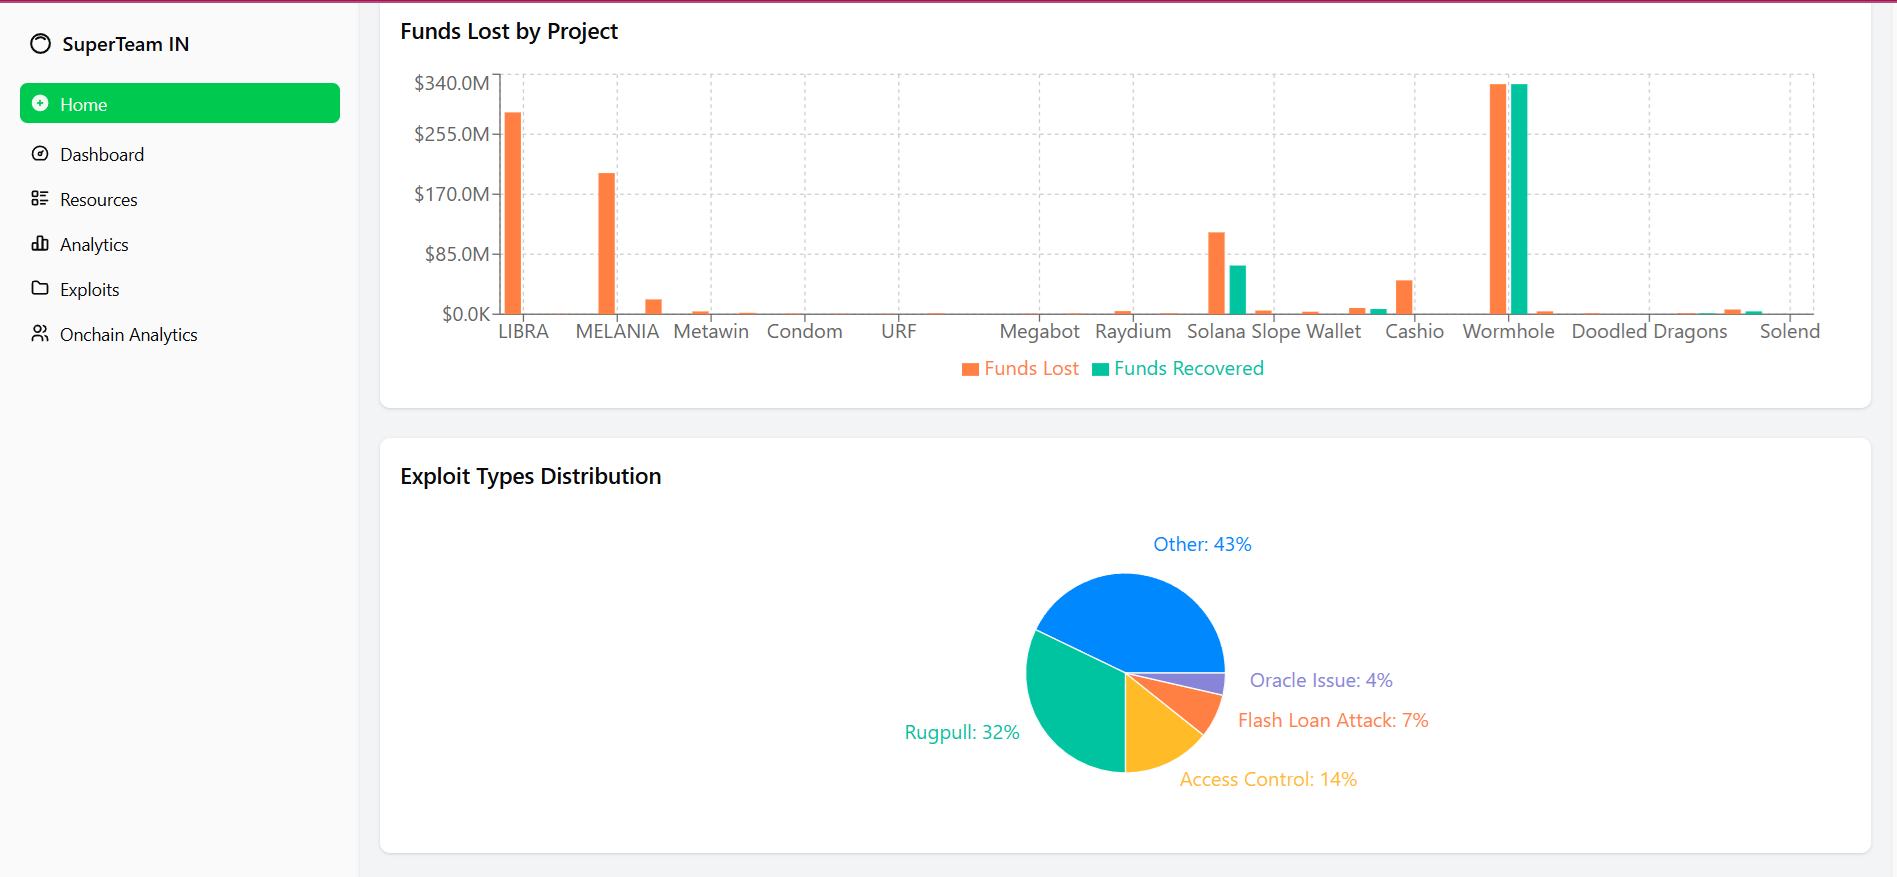 SuperTeam IN
Home
Dashboard
Resources
Analytics
Exploits
Onchain Analytics
Funds Lost by Project
$340.0M
$255.0M
$170.0M
$85.0M
$0.0K
LIBRA MELANIA Metawin Condom URF Megabot Raydium Solana Slope Wallet Cashio Wormhole Doodled Dragons Solend
Funds Lost Funds Recovered
Exploit Types Distribution
Other: 43%
Oracle Issue: 4%
Flash Loan Attack: 7%
Rugpull: 32%
Access Control: 14%